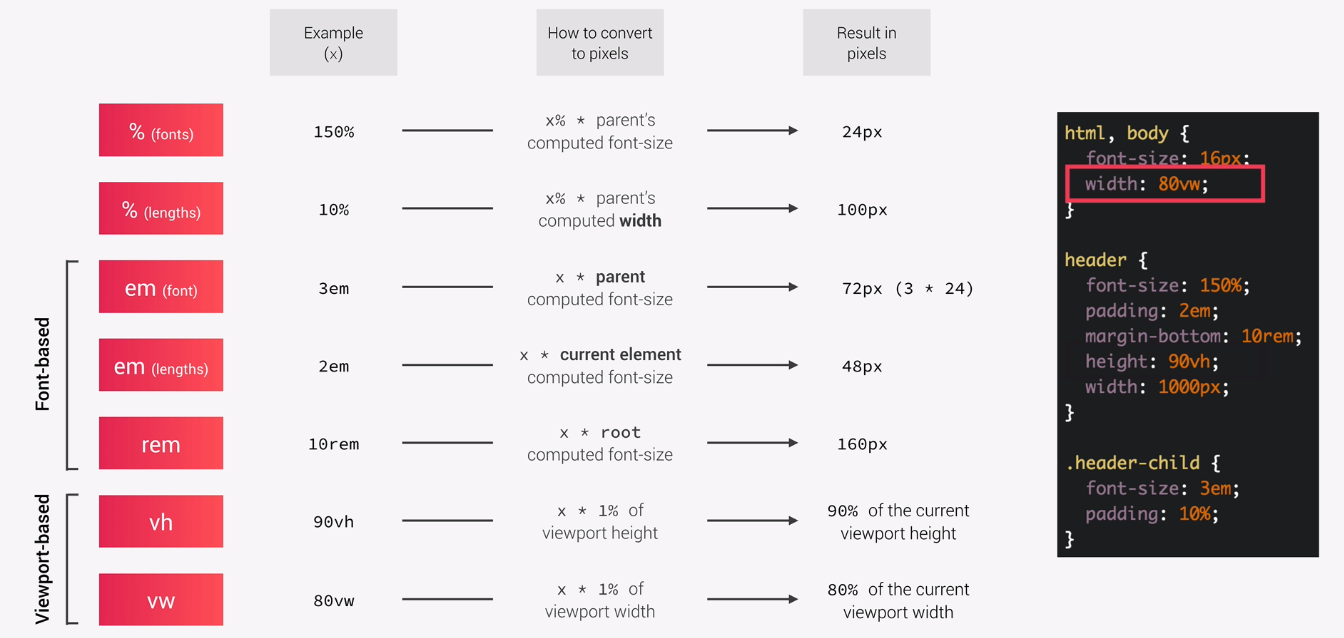 Example
(x)
How to convert
to pixels
Result in
pixels
% (fonts)
150%
x% * parent's
computed font-size
24px
% (lengths)
10%
x% * parent's
computed width
100px
Font-based
em (font)
3em
x * parent
computed font-size
72px (3 * 24)
em (lengths)
2em
x * current element
computed font-size
48px
rem
10rem
x * root
computed font-size
160px
Viewport-based
vh
90vh
x * 1% of
viewport height
90% of the current
viewport height
vw
80vw
x * 1% of
viewport width
80% of the current
viewport width
html, body {
font-size: 16px;
width: 80vw;
}
header {
font-size: 150%;
padding: 2em;
margin-bottom: 10rem;
height: 90vh;
width: 1000px;
}
.header-child {
font-size: 3em;
padding: 10%;
}